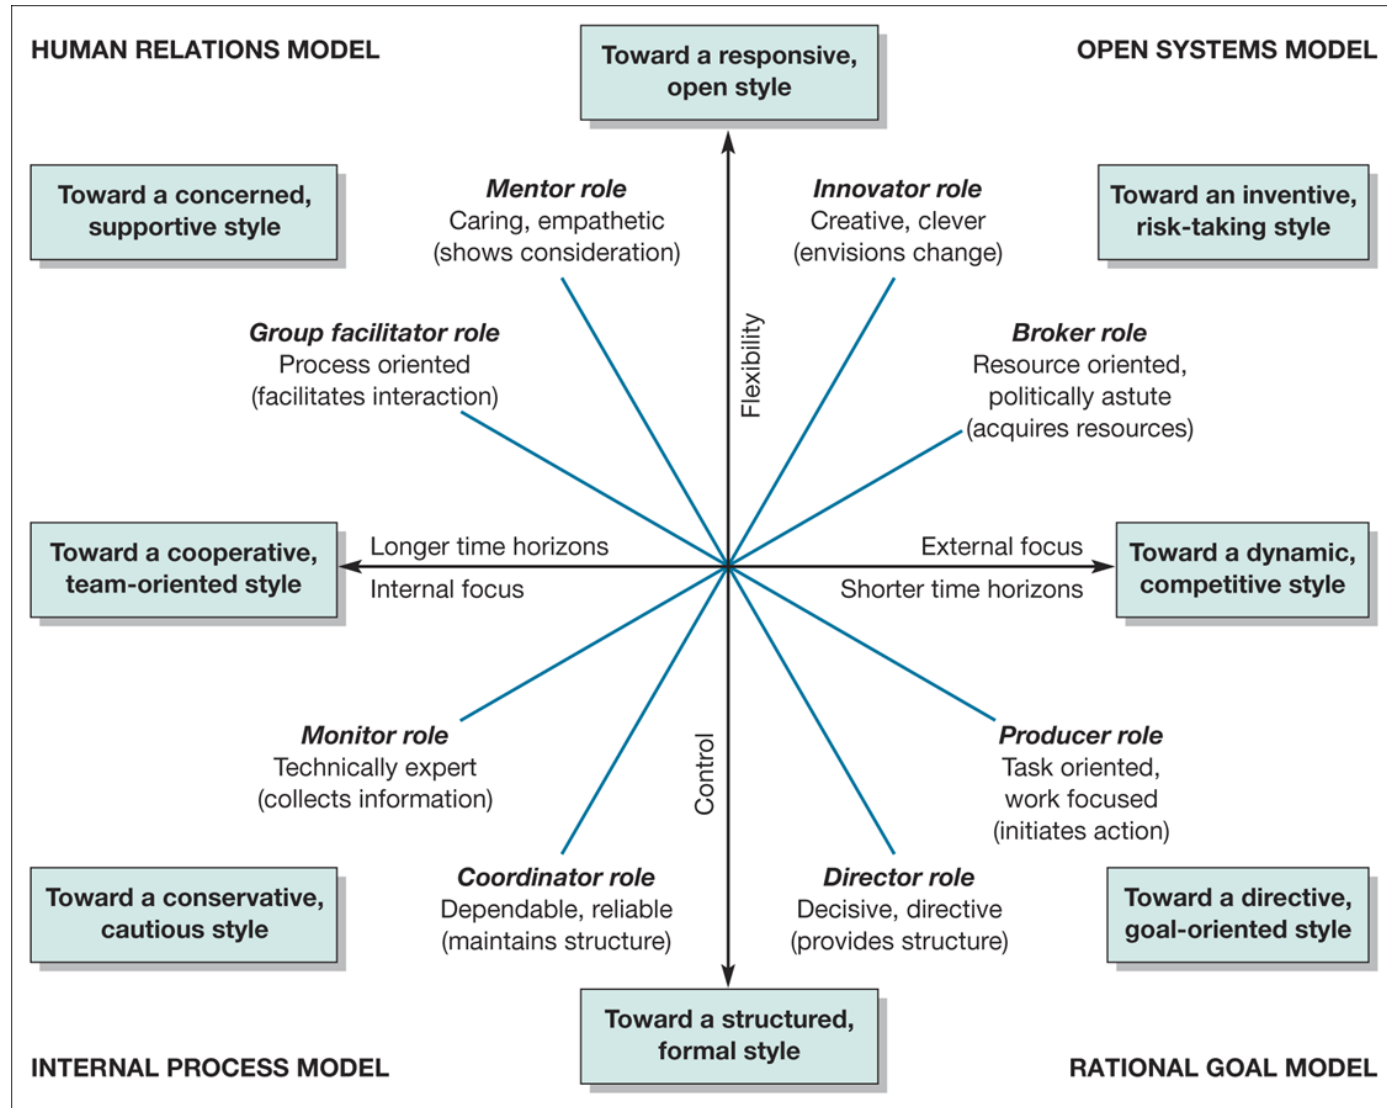 HUMAN RELATIONS MODEL
Toward a responsive,
open style
OPEN SYSTEMS MODEL
Toward a concerned,
supportive style
Mentor role
Caring, empathetic
(shows consideration)
Innovator role
Creative, clever
(envisions change)
Toward an inventive,
risk-taking style
Group facilitator role
Process oriented
(facilitates interaction)
Flexibility
Broker role
Resource oriented,
politically astute
(acquires resources)
Toward a cooperative,
team-oriented style
Longer time horizons
Internal focus
External focus
Shorter time horizons
Toward a dynamic,
competitive style
Monitor role
Technically expert
(collects information)
Control
Producer role
Task oriented,
work focused
(initiates action)
Toward a conservative,
cautious style
Coordinator role
Dependable, reliable
(maintains structure)
Director role
Decisive, directive
(provides structure)
Toward a directive,
goal-oriented style
INTERNAL PROCESS MODEL
Toward a structured,
formal style
RATIONAL GOAL MODEL